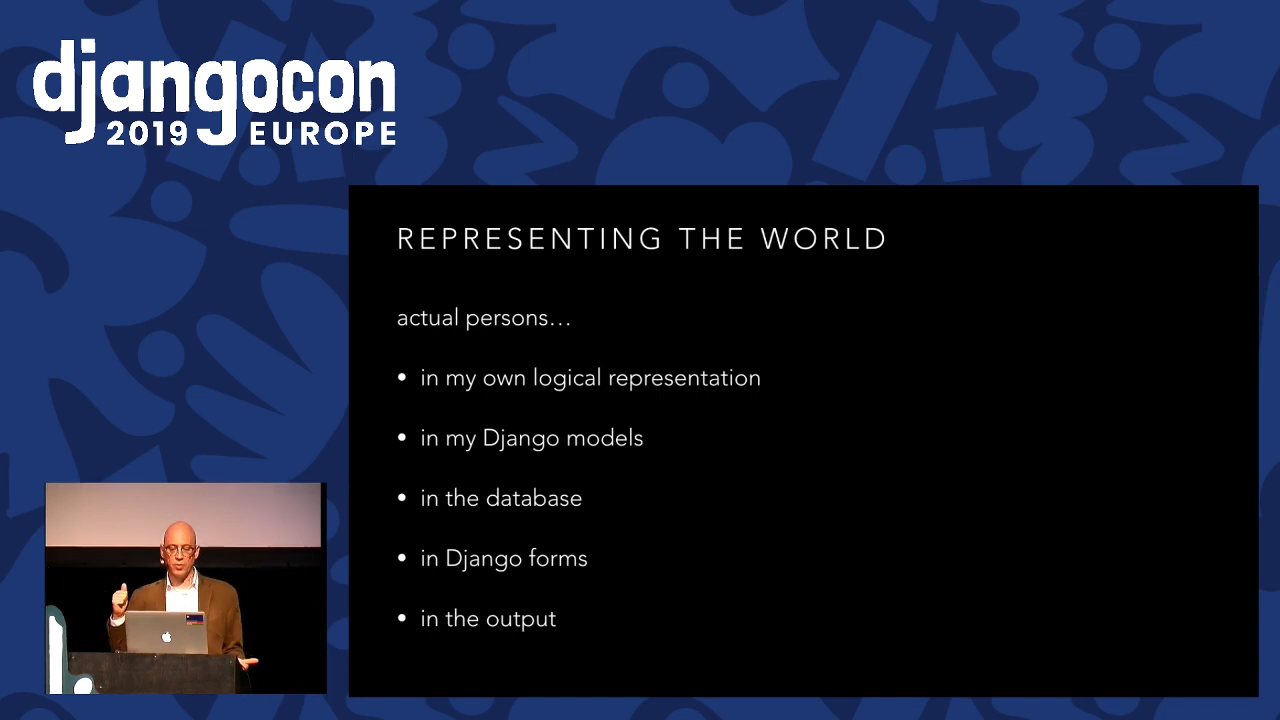 djangocon
2019 EUROPE
REPRESENTING THE WORLD
actual persons…
• in my own logical representation
• in my Django models
• in the database
• in Django forms
• in the output